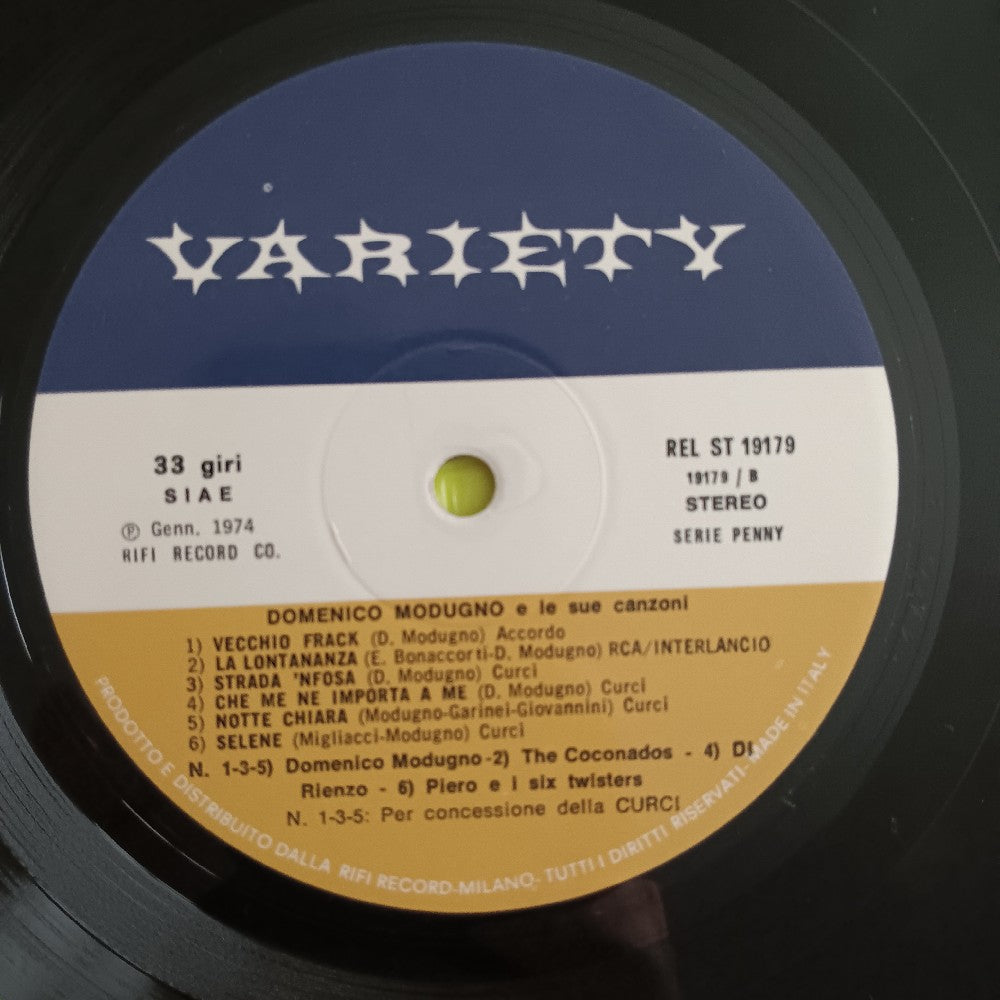 VARIETY
33 giri
SIAE
℗ Genn. 1974
RIFI RECORD CO.
REL ST 19179
19179 / B
STEREO
SERIE PENNY
DOMENICO MODUGNO e le sue canzoni
1) VECCHIO FRACK (D. Modugno) Accordo
2) LA LONTANANZA (E. Bonaccorti-D. Modugno) RCA/INTERLANCIO
3) STRADA 'NFOSA (D. Modugno) Curci
4) CHE ME NE IMPORTA A ME (D. Modugno) Curci
5) NOTTE CHIARA (Modugno-Garinei-Giovannini) Curci
6) SELENE (Migliacci-Modugno) Curci
N. 1-3-5) Domenico Modugno-2) The Coconados - 4) DI
Rienzo - 6) Piero e i six twisters
N. 1-3-5: Per concessione della CURCI
PRODOTTO E DISTRIBUITO DALLA RIFI RECORD-MILANO-TUTTI I DIRITTI RISERVATI-MADE IN ITALY